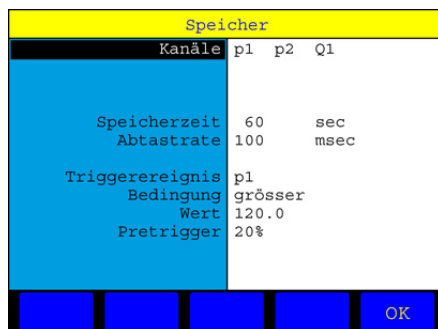 Speicher
Kanäle p1 p2 Q1
Speicherzeit 60 sec
Abtastrate 100 msec
Triggerereignis p1
Bedingung grösser
Wert 120.0
Pretrigger 20%
OK